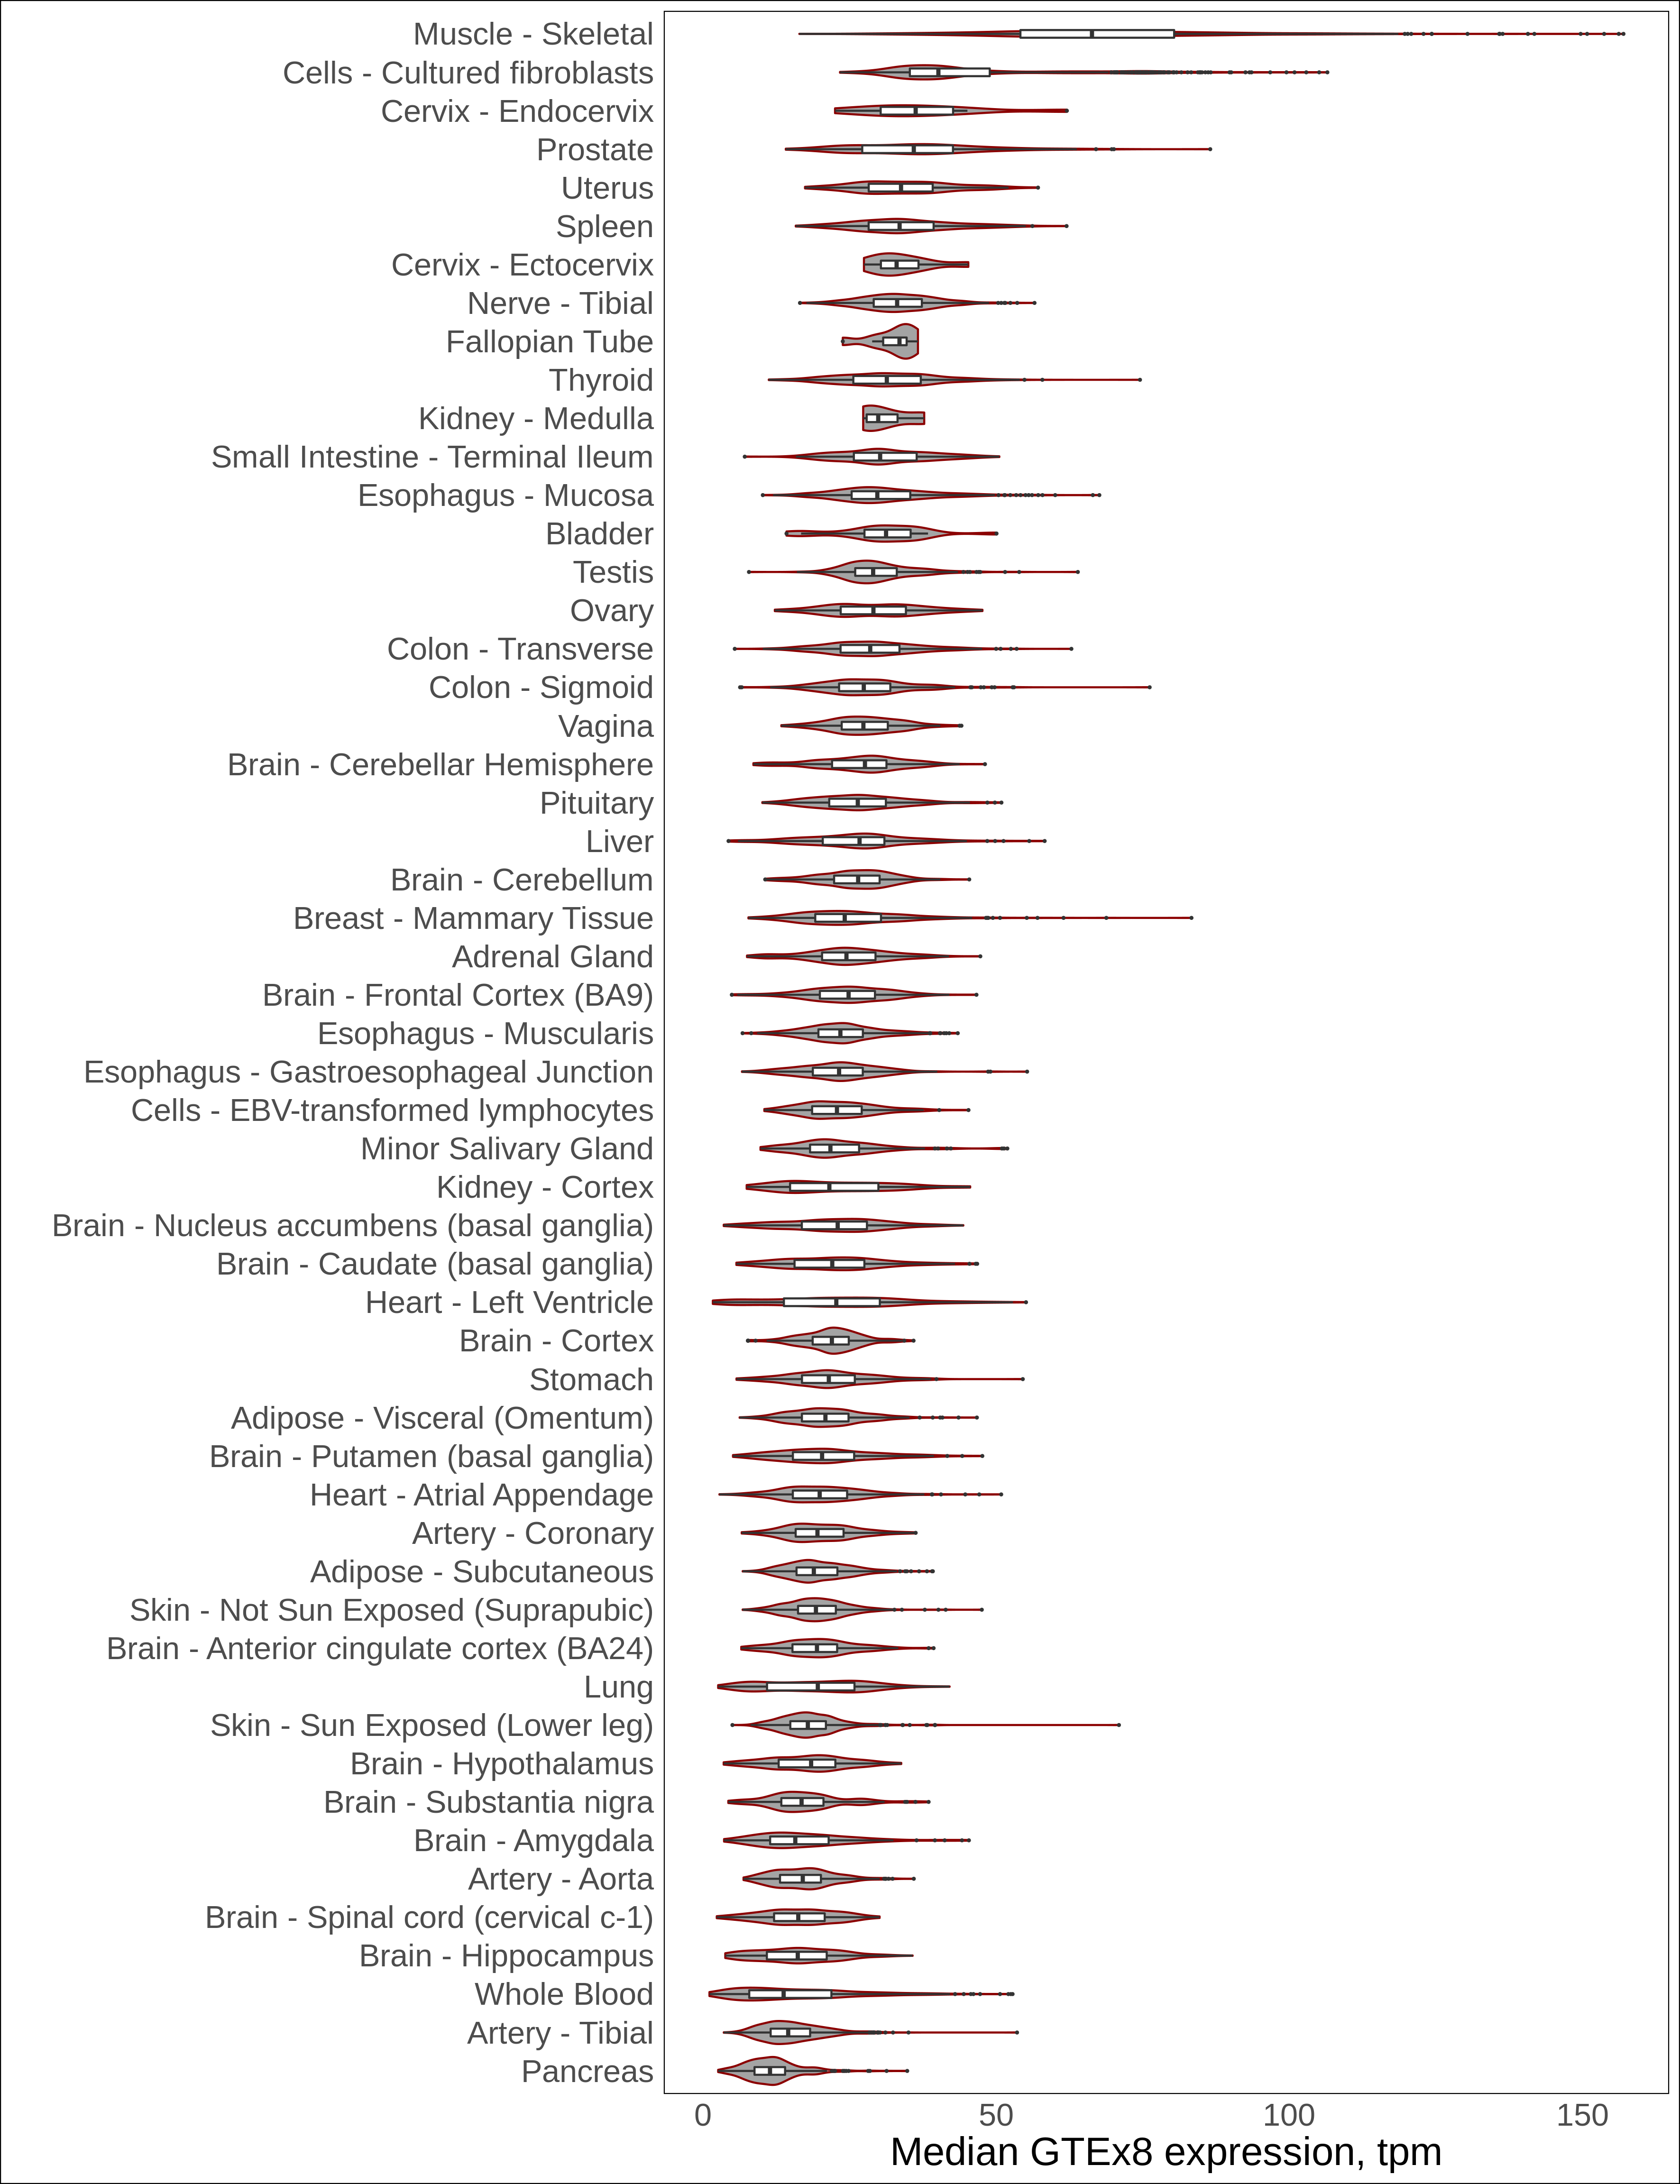 Muscle - Skeletal
Cells - Cultured fibroblasts
Cervix - Endocervix
Prostate
Uterus
Spleen
Cervix - Ectocervix
Nerve - Tibial
Fallopian Tube
Thyroid
Kidney - Medulla
Small Intestine - Terminal Ileum
Esophagus - Mucosa
Bladder
Testis
Ovary
Colon - Transverse
Colon - Sigmoid
Vagina
Brain - Cerebellar Hemisphere
Pituitary
Liver
Brain - Cerebellum
Breast - Mammary Tissue
Adrenal Gland
Brain - Frontal Cortex (BA9)
Esophagus - Muscularis
Esophagus - Gastroesophageal Junction
Cells - EBV-transformed lymphocytes
Minor Salivary Gland
Kidney - Cortex
Brain - Nucleus accumbens (basal ganglia)
Brain - Caudate (basal ganglia)
Heart - Left Ventricle
Brain - Cortex
Stomach
Adipose - Visceral (Omentum)
Brain - Putamen (basal ganglia)
Heart - Atrial Appendage
Artery - Coronary
Adipose - Subcutaneous
Skin - Not Sun Exposed (Suprapubic)
Brain - Anterior cingulate cortex (BA24)
Lung
Skin - Sun Exposed (Lower leg)
Brain - Hypothalamus
Brain - Substantia nigra
Brain - Amygdala
Artery - Aorta
Brain - Spinal cord (cervical c-1)
Brain - Hippocampus
Whole Blood
Artery - Tibial
Pancreas
0 50 100 150
Median GTEx8 expression, tpm